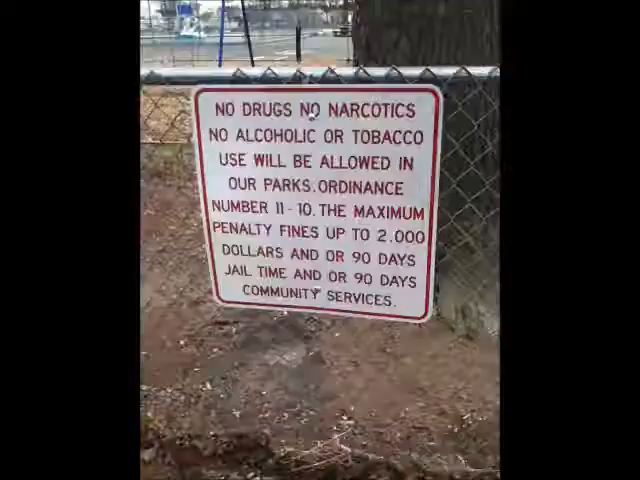 NO DRUGS NO NARCOTICS
NO ALCOHOLIC OR TOBACCO
USE WILL BE ALLOWED IN
OUR PARKS.ORDINANCE
NUMBER 11-10.THE MAXIMUM
PENALTY FINES UP TO 2.000
DOLLARS AND OR 90 DAYS
JAIL TIME AND OR 90 DAYS
COMMUNITY SERVICES.